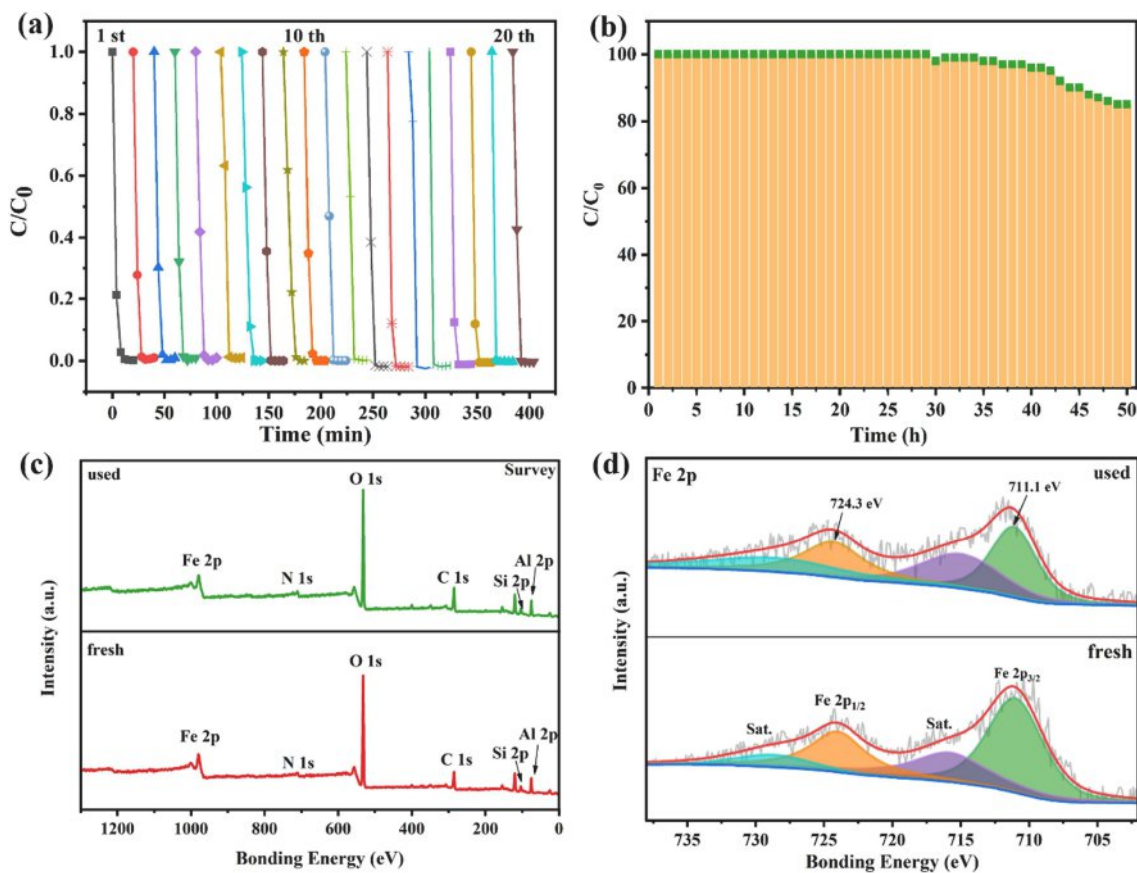 (a)
1 st
10 th
20 th
1.0
0.8
0.6
0.4
0.2
0.0
C/C0
0 50 100 150 200 250 300 350 400
Time (min)
(b)
100
80
60
40
20
0
C/C0
0 5 10 15 20 25 30 35 40 45 50
Time (h)
(c)
used
Survey
O 1s
Fe 2p
N 1s
C 1s
Si 2p
Al 2p
fresh
O 1s
Fe 2p
N 1s
C 1s
Si 2p
Al 2p
Intensity (a.u.)
1200 1000 800 600 400 200 0
Bonding Energy (eV)
(d)
Fe 2p
used
724.3 eV
711.1 eV
fresh
Sat.
Fe 2p1/2
Sat.
Fe 2p3/2
Intensity (a.u.)
735 730 725 720 715 710 705
Bonding Energy (eV)